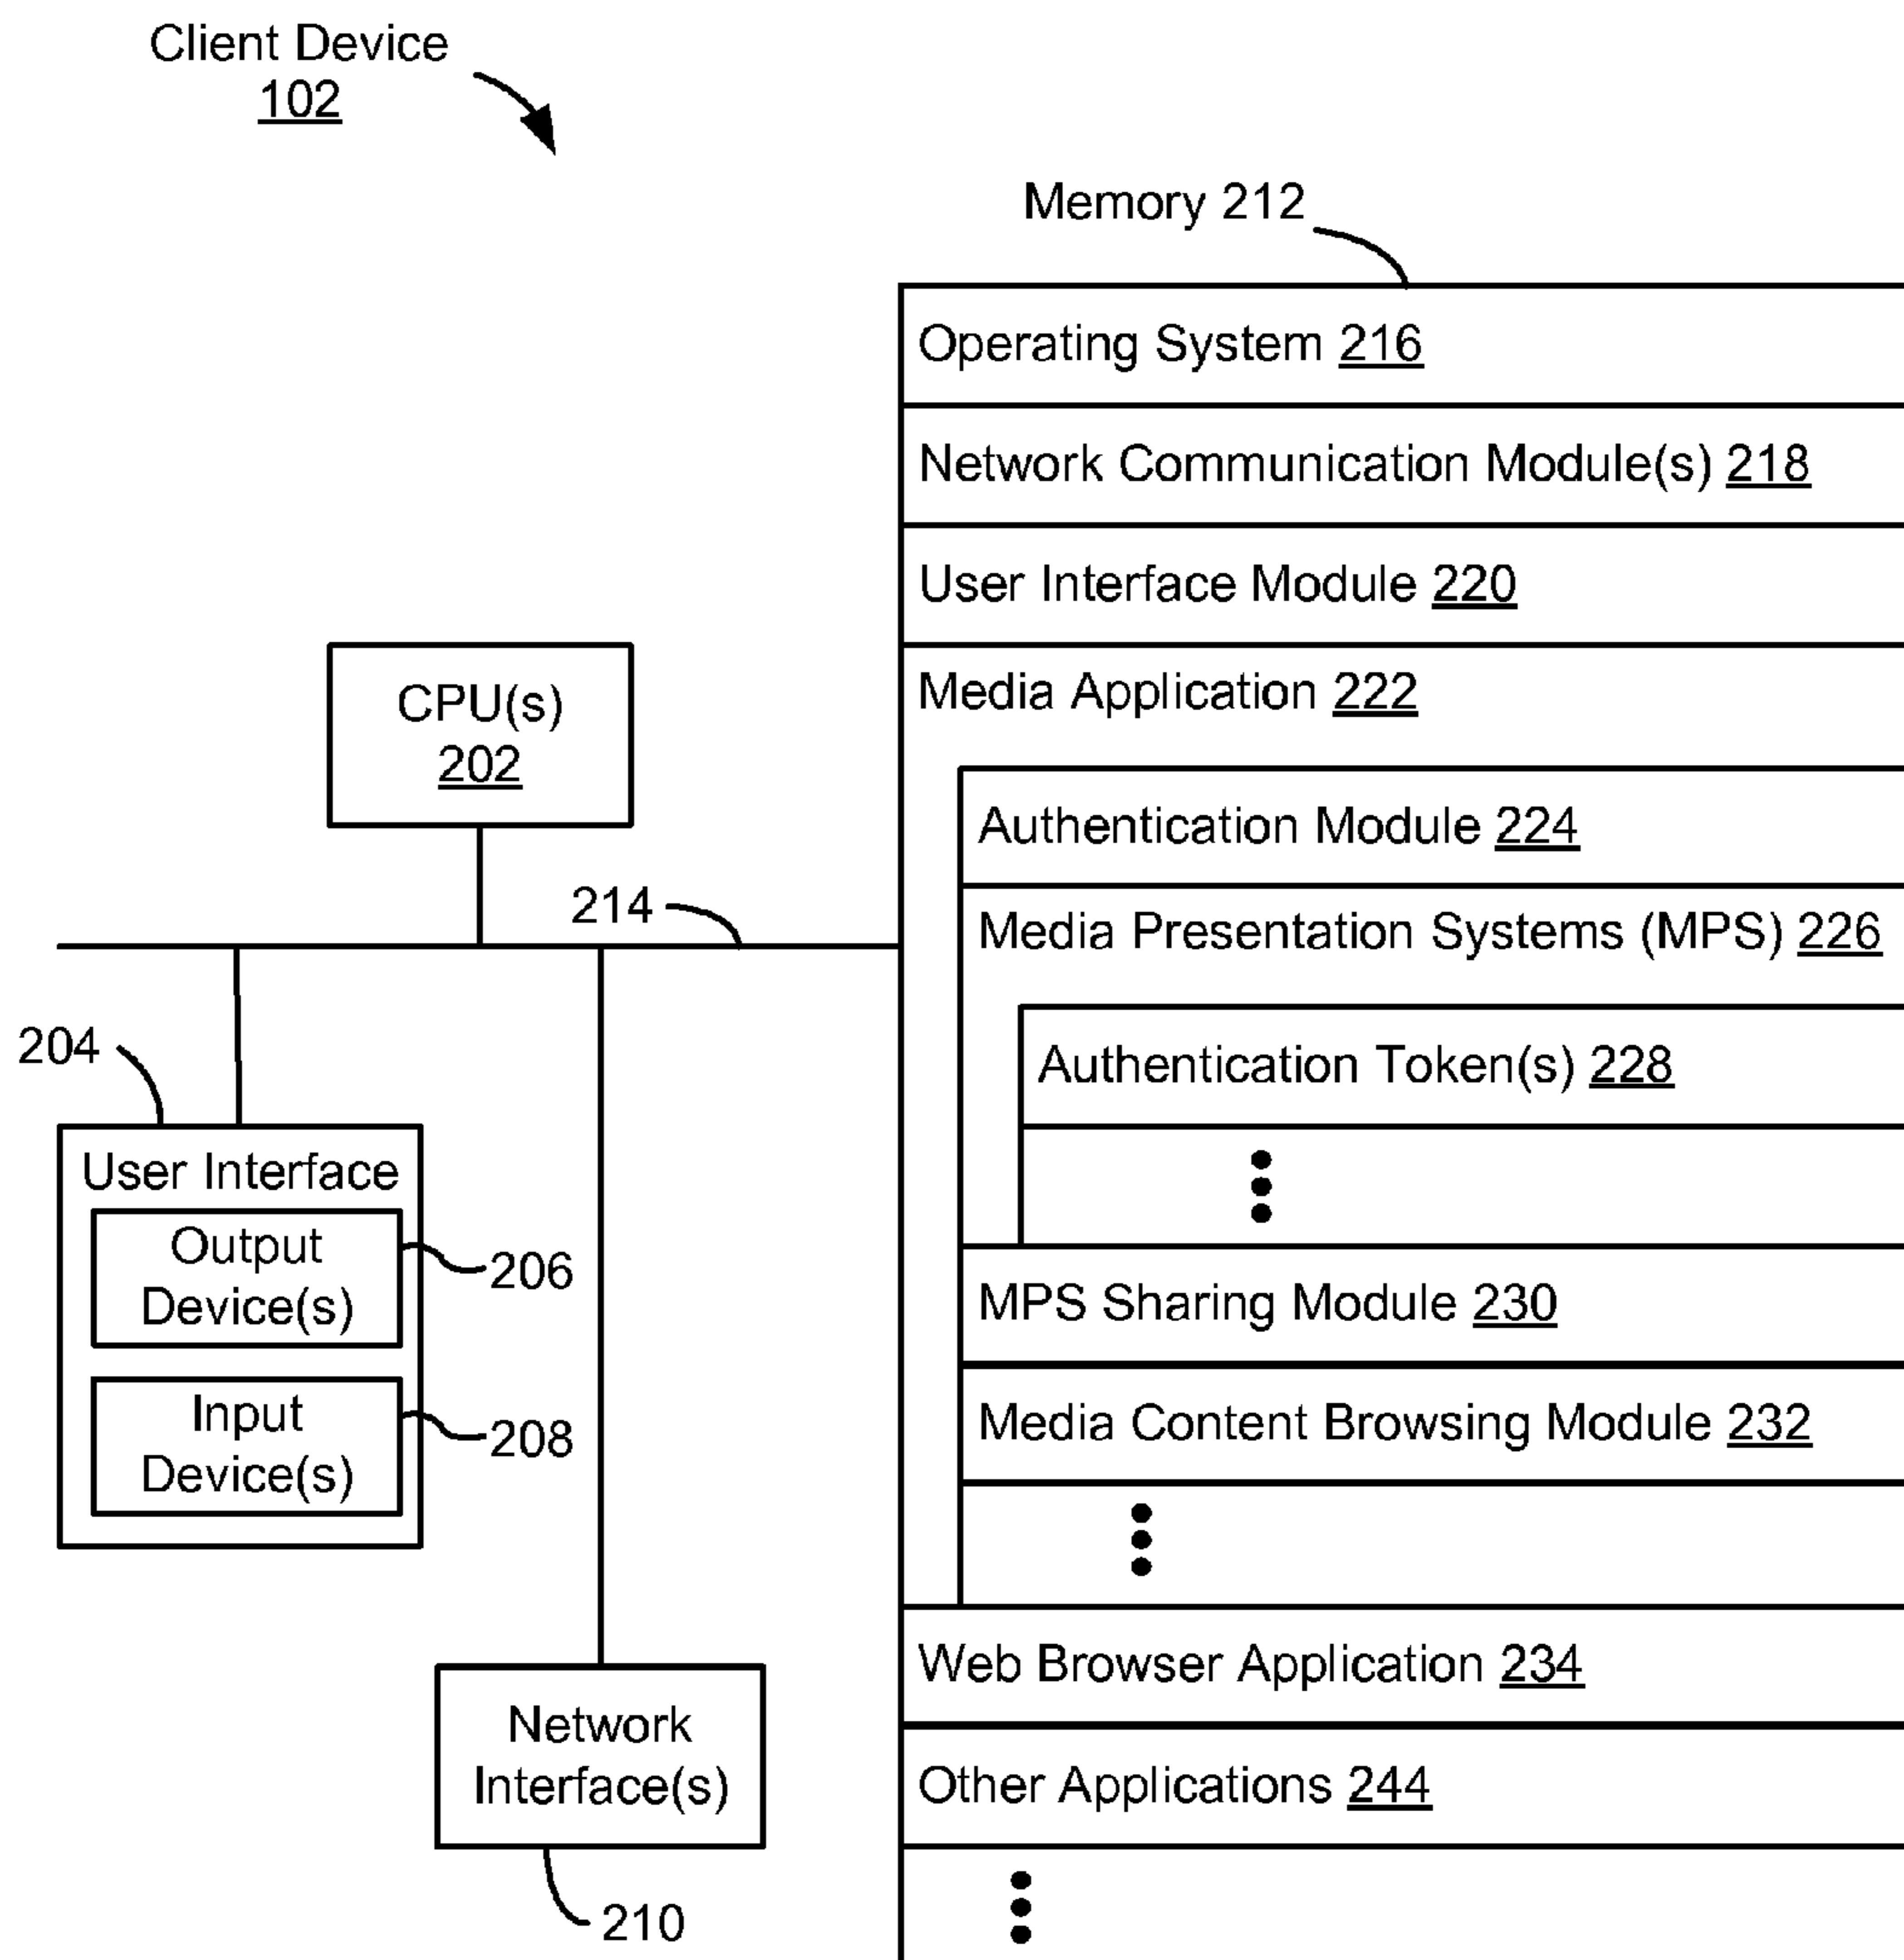 Client Device
102
Memory 212
Operating System 216
Network Communication Module(s) 218
User Interface Module 220
Media Application 222
Authentication Module 224
Media Presentation Systems (MPS) 226
Authentication Token(s) 228
MPS Sharing Module 230
Media Content Browsing Module 232
Web Browser Application 234
Other Applications 244
CPU(s)
202
214
204
User Interface
Output
Device(s)
206
Input
Device(s)
208
Network
Interface(s)
210